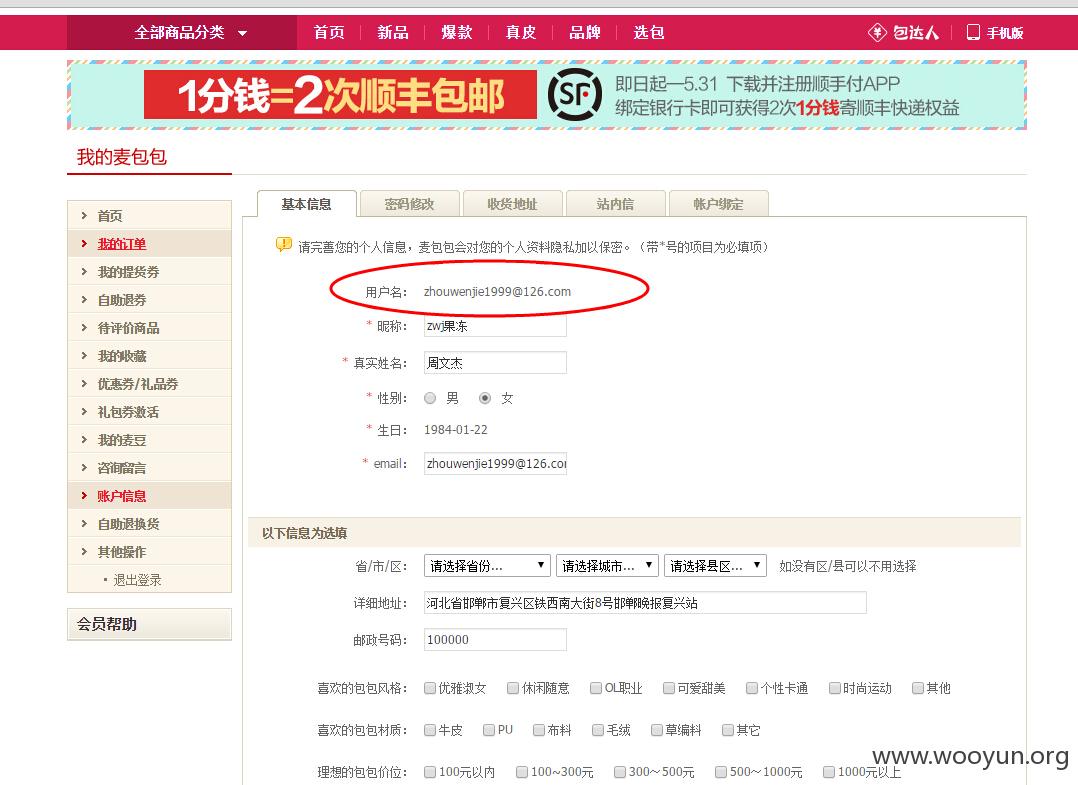 全部商品分类 首页 新品 爆款 真皮 品牌 选包 包达人 手机版
1分钱=2次顺丰包邮 SF 即日起—5.31 下载并注册顺手付APP
绑定银行卡即可获得2次1分钱寄顺丰快递权益
我的麦包包
首页
我的订单
我的提货券
自助退券
待评价商品
我的收藏
优惠券/礼品券
礼包券激活
我的麦豆
咨询留言
账户信息
自助退换货
其他操作
• 退出登录
会员帮助
基本信息 密码修改 收货地址 站内信 帐户绑定
请完善您的个人信息，麦包包会对您的个人资料隐私加以保密。（带*号的项目为必填项）
用户名： zhouwenjie1999@126.com
* 昵称： zwj果冻
* 真实姓名： 周文杰
* 性别： 男 女
* 生日： 1984-01-22
* email： zhouwenjie1999@126.com
以下信息为选填
省/市/区： 请选择省份... 请选择城市... 请选择县区... 如没有区/县可以不用选择
详细地址： 河北省邯郸市复兴区铁西南大街8号邯郸晚报复兴站
邮政号码： 100000
喜欢的包包风格： 优雅淑女 休闲随意 OL职业 可爱甜美 个性卡通 时尚运动 其他
喜欢的包包材质： 牛皮 PU 布料 毛绒 草编料 其它
理想的包包价位： 100元以内 100~300元 300～500元 500～1000元 1000元以上
www.wooyun.org